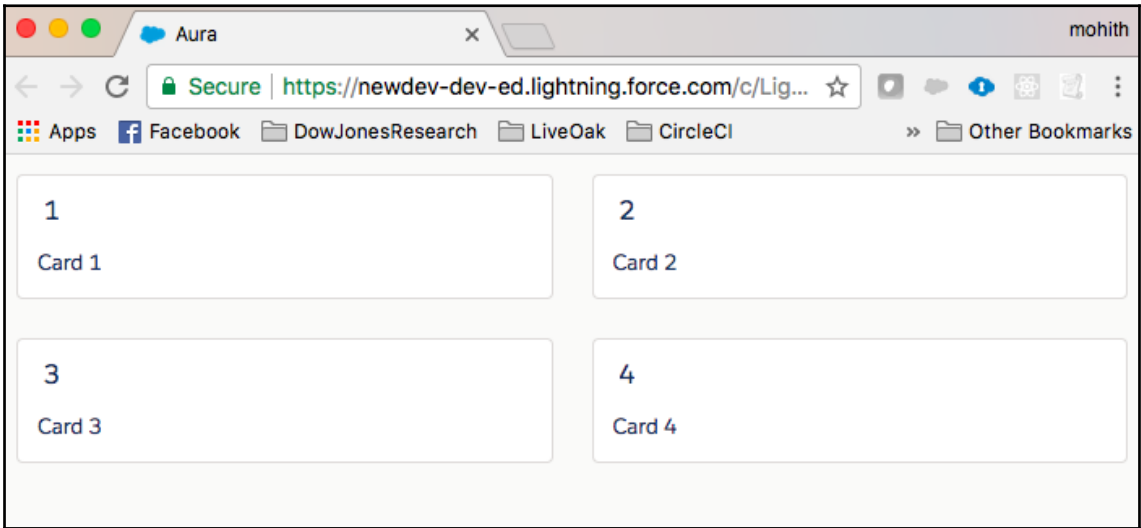 Aura
mohith
Secure https://newdev-dev-ed.lightning.force.com/c/Lig...
Apps Facebook DowJonesResearch LiveOak CircleCI » Other Bookmarks
1 2
Card 1 Card 2
3 4
Card 3 Card 4